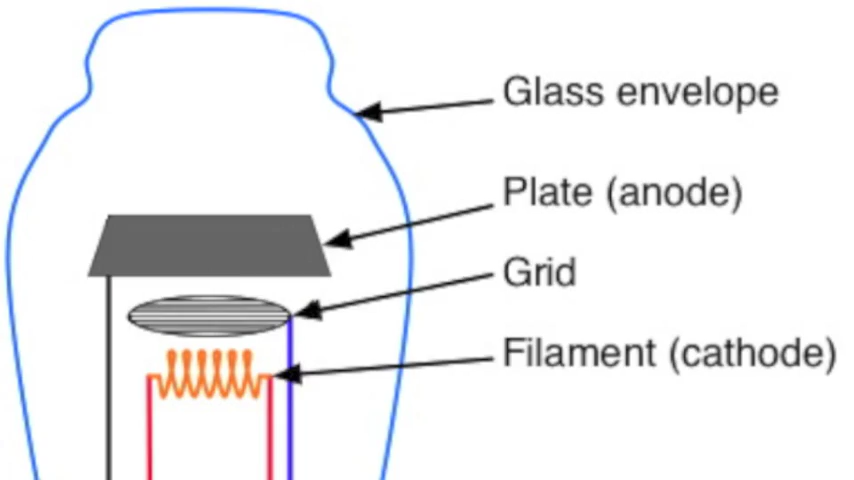 Glass envelope
Plate (anode)
Grid
Filament (cathode)